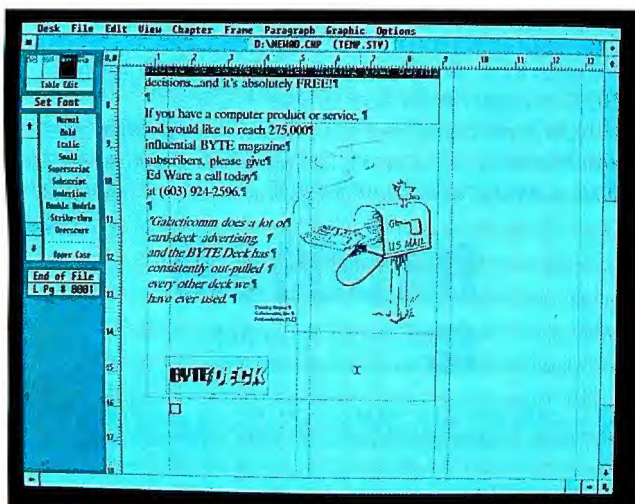 Desk File Edit View Chapter Frame Paragraph Graphic Options
D:\NEWAD.CHP (TEMP.STY)
Table Edit
Set Font
Normal
Bold
Italic
Small
Superscript
Subscript
Underline
Double Undrln
Strike-thru
Overscore
Upper Case
End of File
L Pg # 0001
decisions...and it's absolutely FREE!¶
¶
If you have a computer product or service, ¶
and would like to reach 275,000¶
influential BYTE magazine¶
subscribers, please give¶
Ed Ware a call today¶
at (603) 924-2596.¶
¶
"Galacticomm does a lot of¶
card-deck advertising, ¶
and the BYTE Deck has¶
consistently out-pulled ¶
every other deck we ¶
have ever used." ¶
US MAIL
BYTE DECK